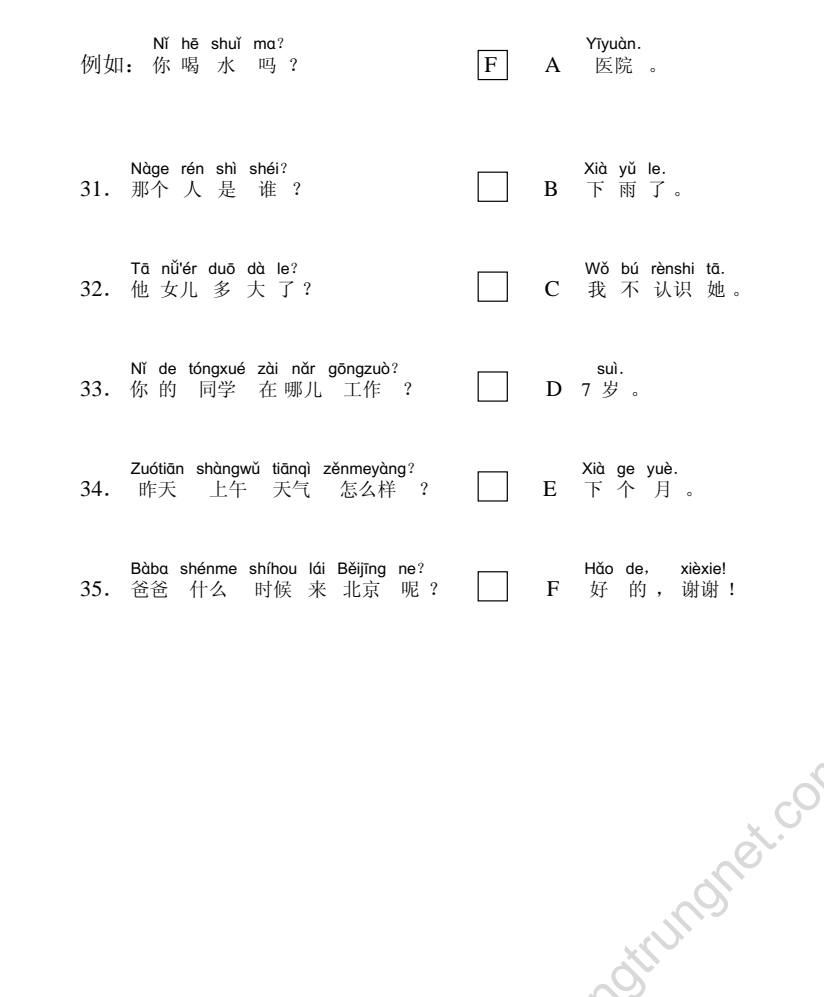 Nǐ hē shuǐ ma? Yīyuàn.
例如: 你 喝 水 吗 ? F A 医院 。
Nàge rén shì shéi? Xià yǔ le.
31. 那个 人 是 谁 ? B 下 雨 了 。
Tā nǚ'ér duō dà le? Wǒ bú rènshi tā.
32. 他 女儿 多 大 了 ? C 我 不 认识 她 。
Nǐ de tóngxué zài nǎr gōngzuò? suì.
33. 你 的 同学 在 哪儿 工作 ? D 7 岁 。
Zuótiān shàngwǔ tiānqì zěnmeyàng? Xià ge yuè.
34. 昨天 上午 天气 怎么样 ? E 下 个 月 。
Bàba shénme shíhou lái Běijīng ne? Hǎo de, xièxie!
35. 爸爸 什么 时候 来 北京 呢 ? F 好 的 , 谢谢 !